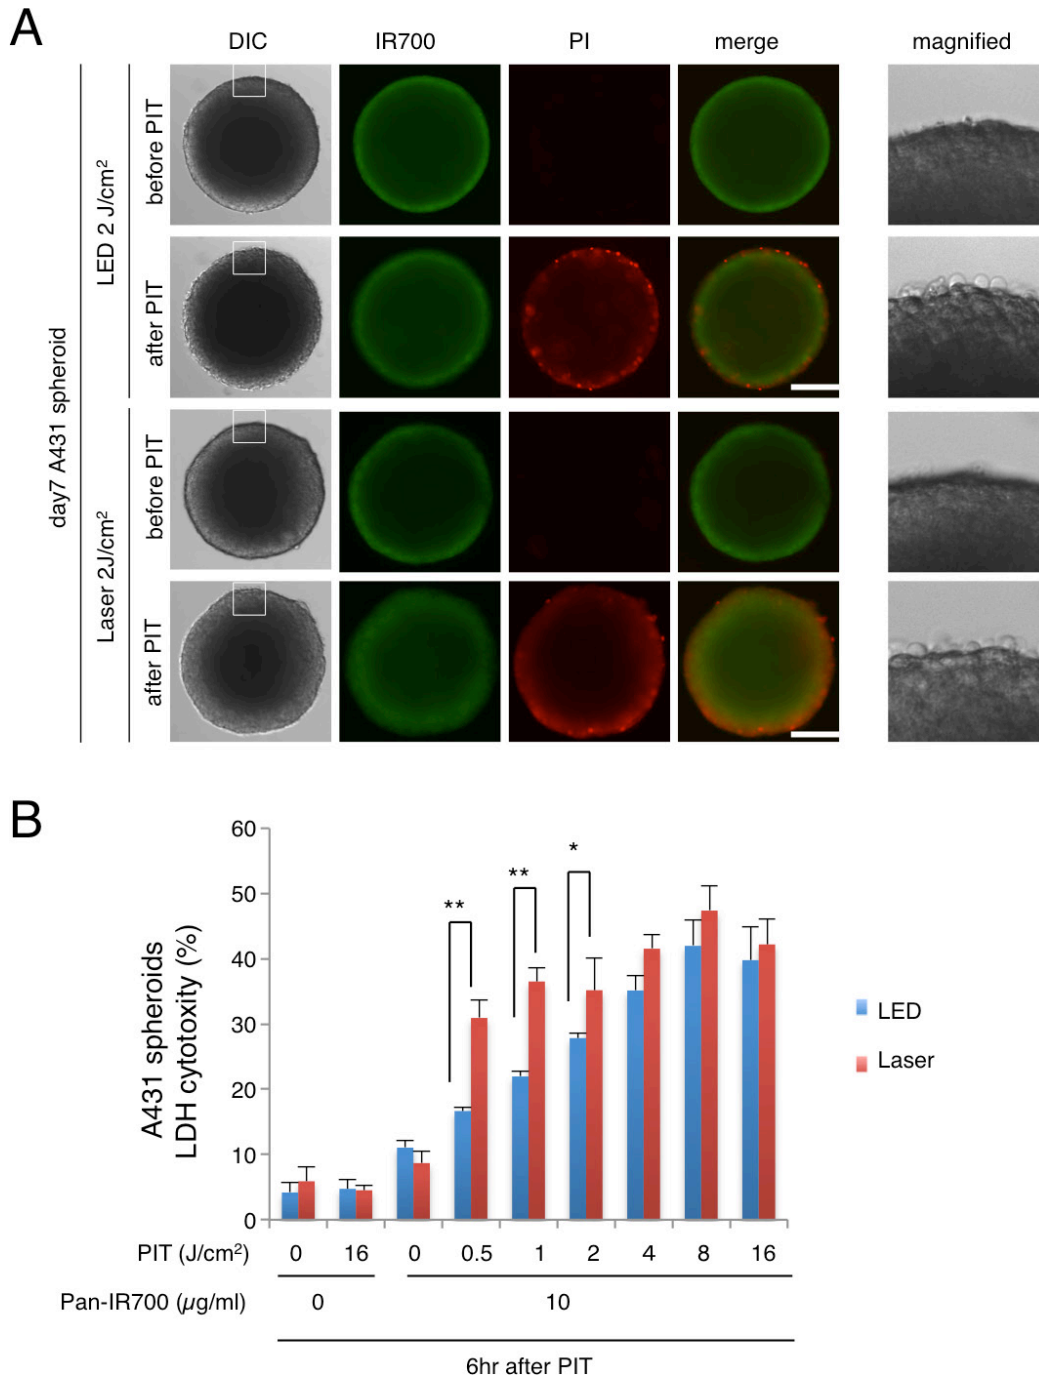 A
DIC IR700 PI merge magnified
day7 A431 spheroid
LED 2 J/cm²
before PIT
after PIT
Laser 2J/cm²
before PIT
after PIT
B
A431 spheroids
LDH cytotoxity (%)
60
50
40
30
20
10
0
** ** *
LED
Laser
PIT (J/cm²) 0 16 0 0.5 1 2 4 8 16
Pan-IR700 (µg/ml) 0 10
6hr after PIT